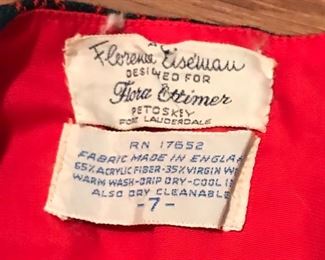 Florence Eiseman
DESIGNED FOR
Flora Ottimer
PETOSKEY
FORT LAUDERDALE
RN 17652
FABRIC MADE IN ENGLAN
65% ACRYLIC FIBER-35% VIRGIN W
WARM WASH-DRIP DRY-COOL I
ALSO DRY CLEANABLE
-7-